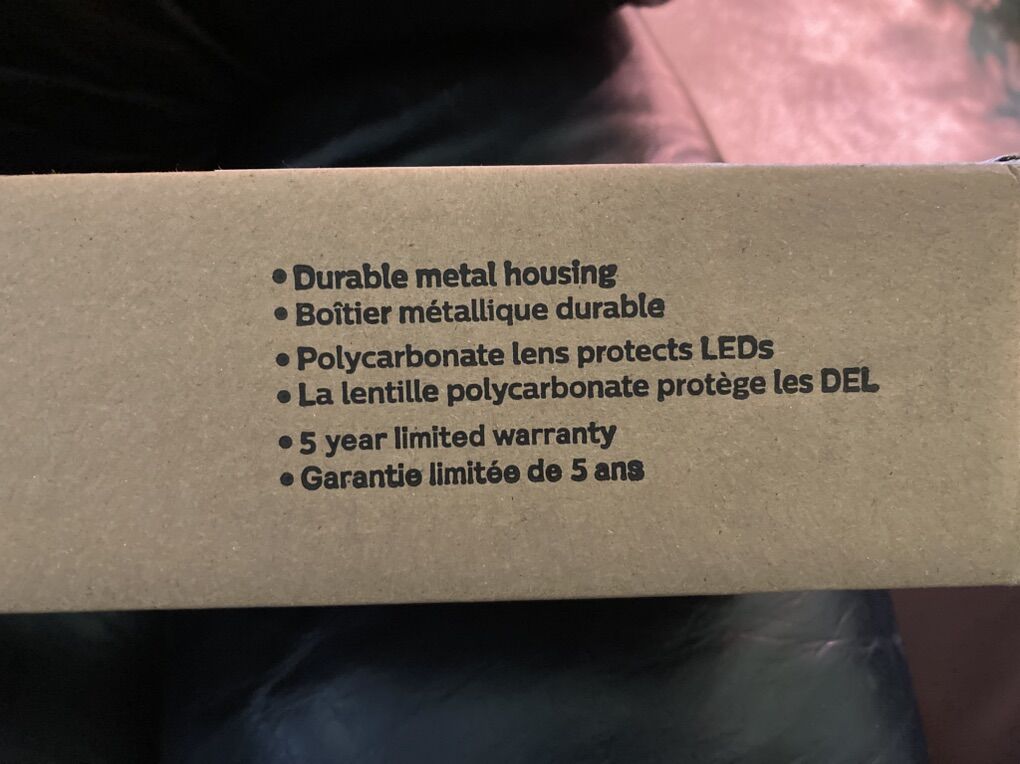 • Durable metal housing
• Boîtier métallique durable
• Polycarbonate lens protects LEDs
• La lentille polycarbonate protège les DEL
• 5 year limited warranty
• Garantie limitée de 5 ans